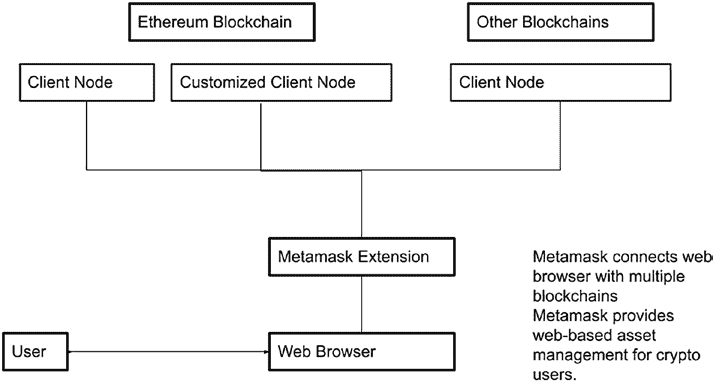 Ethereum Blockchain
Other Blockchains
Client Node
Customized Client Node
Client Node
Metamask Extension
Metamask connects web
browser with multiple
blockchains
Metamask provides
web-based asset
management for crypto
users.
User
Web Browser